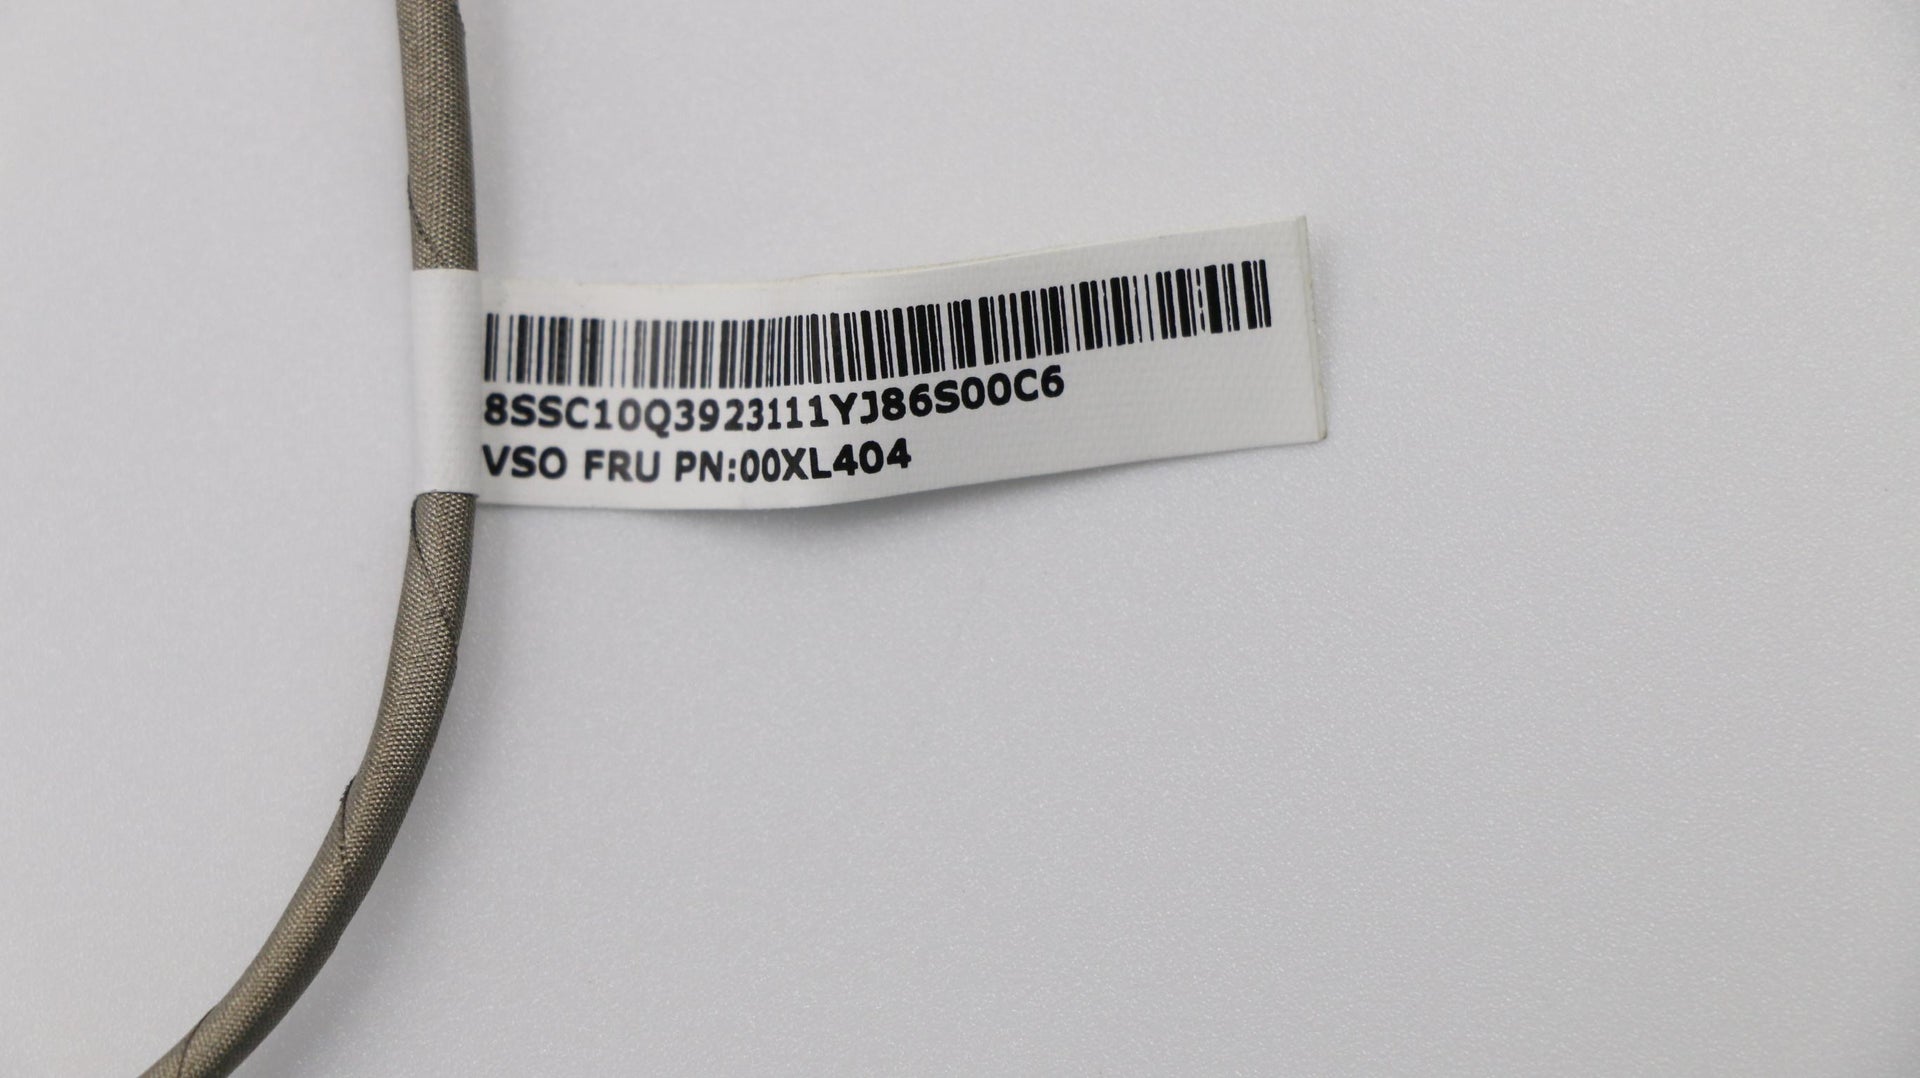 8SSC10Q3923111YJ86S00C6
VSO FRU PN:00XL404